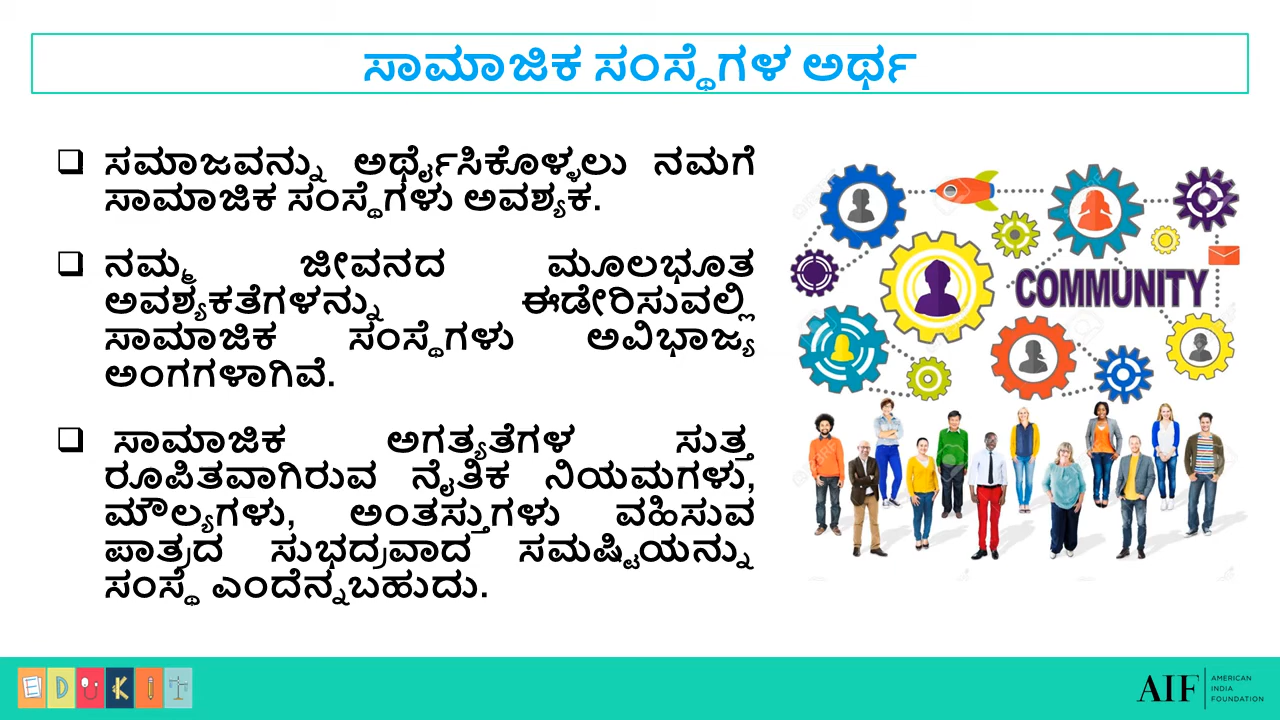 ಸಾಮಾಜಿಕ ಸಂಸ್ಥೆಗಳ ಅರ್ಥ
ಸಮಾಜವನ್ನು ಅರ್ಥೈಸಿಕೊಳ್ಳಲು ನಮಗೆ
ಸಾಮಾಜಿಕ ಸಂಸ್ಥೆಗಳು ಅವಶ್ಯಕ.
ನಮ್ಮ ಜೀವನದ ಮೂಲಭೂತ
ಅವಶ್ಯಕತೆಗಳನ್ನು ಈಡೇರಿಸುವಲ್ಲಿ
ಸಾಮಾಜಿಕ ಸಂಸ್ಥೆಗಳು ಅವಿಭಾಜ್ಯ
ಅಂಗಗಳಾಗಿವೆ.
ಸಾಮಾಜಿಕ ಅಗತ್ಯತೆಗಳ ಸುತ್ತ
ರೂಪಿತವಾಗಿರುವ ನೈತಿಕ ನಿಯಮಗಳು,
ಮೌಲ್ಯಗಳು, ಅಂತಸ್ತುಗಳು ವಹಿಸುವ
ಪಾತ್ರದ ಸುಭದ್ರವಾದ ಸಮಷ್ಟಿಯನ್ನು
ಸಂಸ್ಥೆ ಎಂದೆನ್ನಬಹುದು.
COMMUNITY
EDUKIT
AIF
AMERICAN
INDIA
FOUNDATION